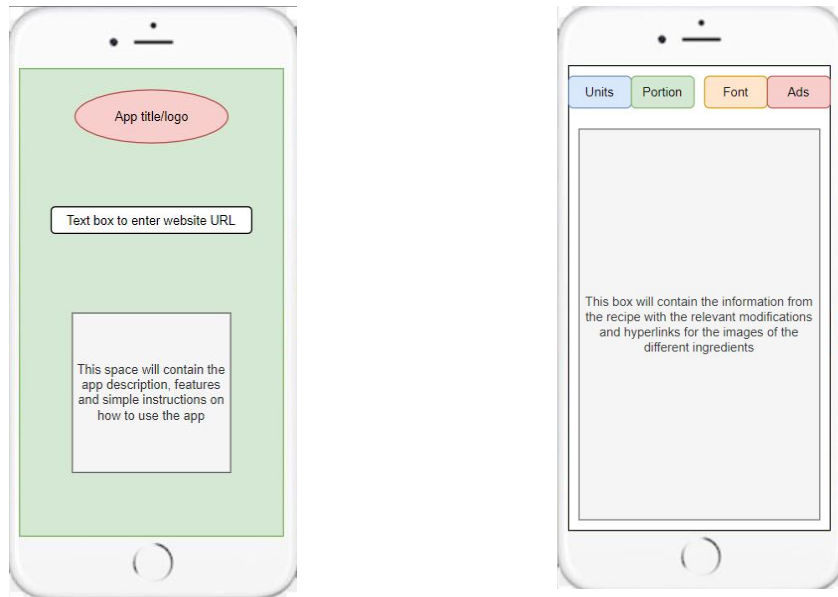 App title/logo
Text box to enter website URL
This space will contain the
app description, features
and simple instructions on
how to use the app
Units
Portion
Font
Ads
This box will contain the information from
the recipe with the relevant modifications
and hyperlinks for the images of the
different ingredients